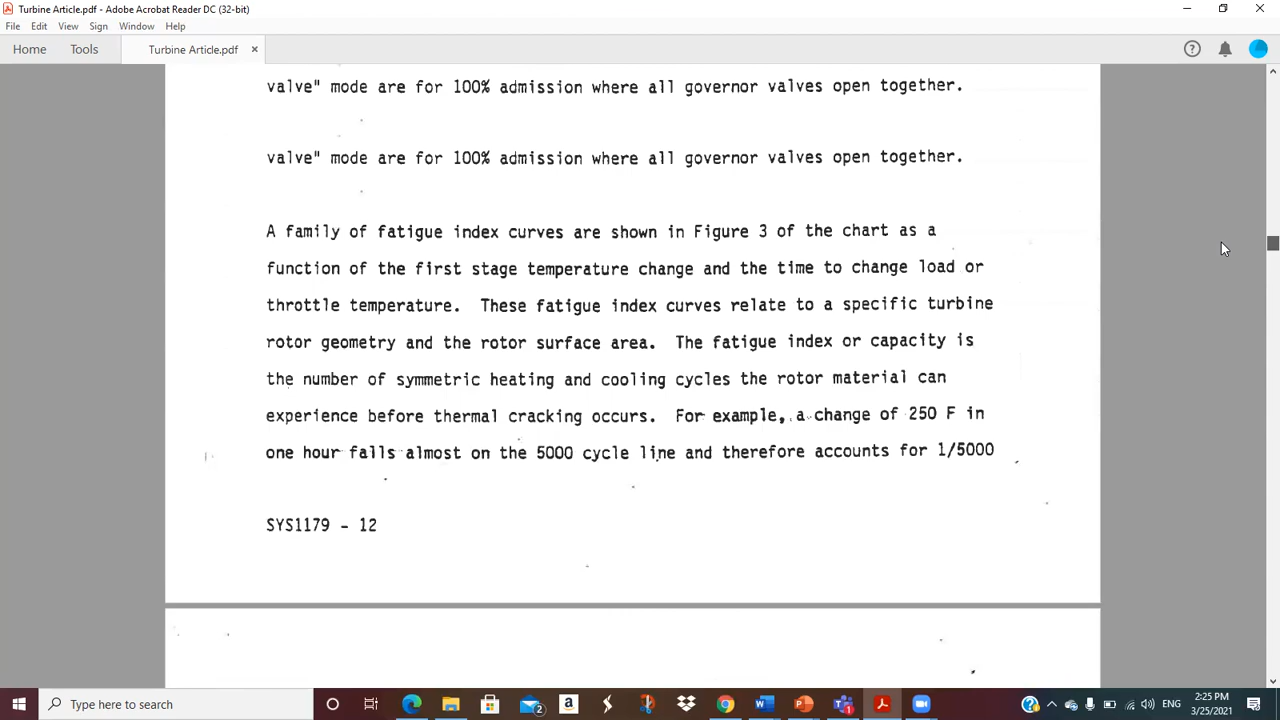 Turbine Article.pdf - Adobe Acrobat Reader DC (32-bit)
File Edit View Sign Window Help
Home Tools Turbine Article.pdf ×
valve" mode are for 100% admission where all governor valves open together.
valve" mode are for 100% admission where all governor valves open together.
A family of fatigue index curves are shown in Figure 3 of the chart as a
function of the first stage temperature change and the time to change load or
throttle temperature. These fatigue index curves relate to a specific turbine
rotor geometry and the rotor surface area. The fatigue index or capacity is
the number of symmetric heating and cooling cycles the rotor material can
experience before thermal cracking occurs. For example, a change of 250 F in
one hour falls almost on the 5000 cycle line and therefore accounts for 1/5000
SYS1179 - 12
Type here to search
2
1
ENG
2:25 PM
3/25/2021